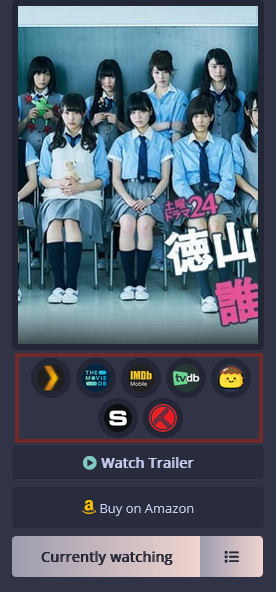 土曜
ドラマ24
徳山
誰
THE
MOVIE
DB
IMDb
Mobile
tvdb
S
Watch Trailer
a Buy on Amazon
Currently watching